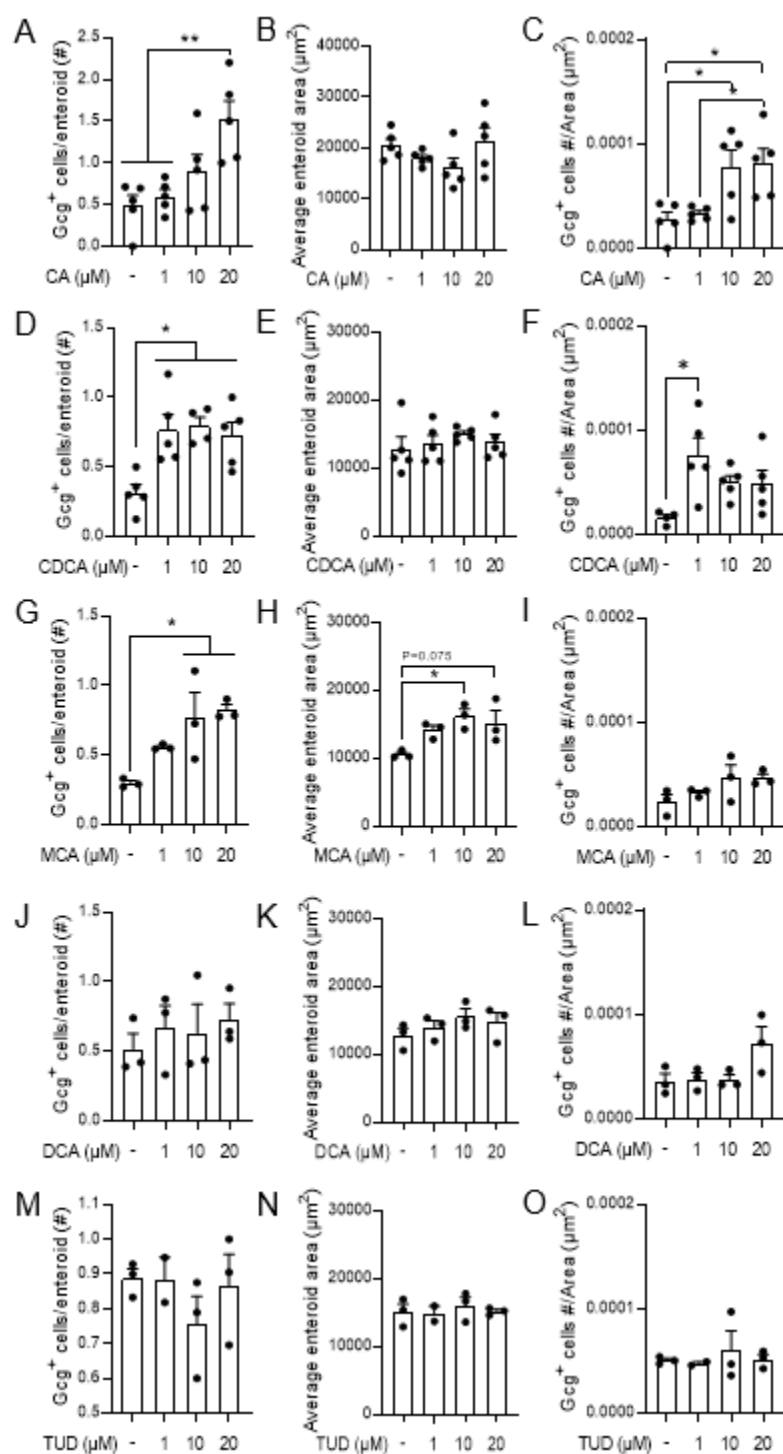 A
Gcg+ cells/enteroid (#)
2.5
2.0
1.5
1.0
0.5
0.0
**
CA (µM) - 1 10 20
B
Average enteroid area (µm²)
40000
30000
20000
10000
0
CA (µM) - 1 10 20
C
Gcg+ cells #/Area (µm²)
0.0002
0.0001
0.0000
*
*
*
CA (µM) - 1 10 20
D
Gcg+ cells/enteroid (#)
1.5
1.0
0.5
0.0
*
CDCA (µM) - 1 10 20
E
Average enteroid area (µm²)
30000
20000
10000
0
CDCA (µM) - 1 10 20
F
Gcg+ cells #/Area (µm²)
0.0002
0.0001
0.0000
*
CDCA (µM) - 1 10 20
G
Gcg+ cells/enteroid (#)
1.5
1.0
0.5
0.0
*
MCA (µM) - 1 10 20
H
Average enteroid area (µm²)
30000
20000
10000
0
P=0.075
*
MCA (µM) - 1 10 20
I
Gcg+ cells #/Area (µm²)
0.0002
0.0001
0.0000
MCA (µM) - 1 10 20
J
Gcg+ cells/enteroid (#)
1.5
1.0
0.5
0.0
DCA (µM) - 1 10 20
K
Average enteroid area (µm²)
30000
20000
10000
0
DCA (µM) - 1 10 20
L
Gcg+ cells #/Area (µm²)
0.0002
0.0001
0.0000
DCA (µM) - 1 10 20
M
Gcg+ cells/enteroid (#)
1.1
1.0
0.9
0.8
0.7
0.6
0.5
TUD (µM) - 1 10 20
N
Average enteroid area (µm²)
30000
20000
10000
0
TUD (µM) - 1 10 20
O
Gcg+ cells #/Area (µm²)
0.0002
0.0001
0.0000
TUD (µM) - 1 10 20